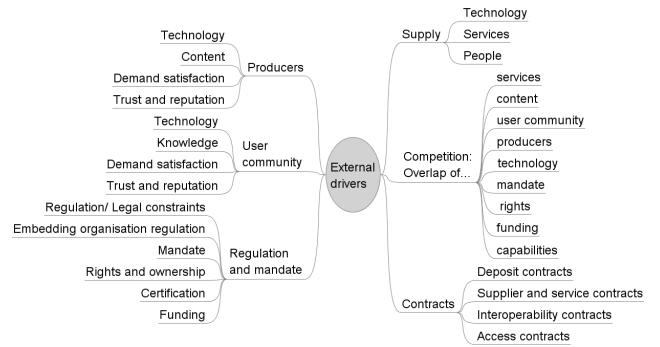 External
drivers
Producers
Technology
Content
Demand satisfaction
Trust and reputation
User
community
Technology
Knowledge
Demand satisfaction
Trust and reputation
Regulation
and mandate
Regulation/ Legal constraints
Embedding organisation regulation
Mandate
Rights and ownership
Certification
Funding
Supply
Technology
Services
People
Competition:
Overlap of...
services
content
user community
producers
technology
mandate
rights
funding
capabilities
Contracts
Deposit contracts
Supplier and service contracts
Interoperability contracts
Access contracts